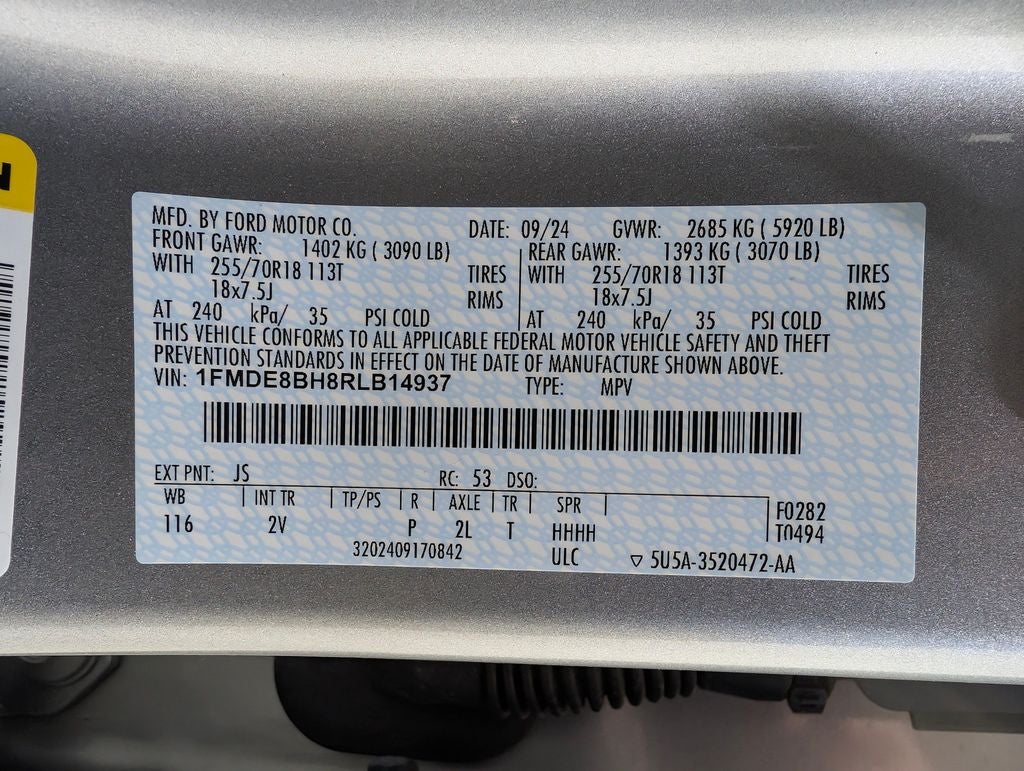 MFD. BY FORD MOTOR CO. DATE: 09/24 GVWR: 2685 KG ( 5920 LB)
FRONT GAWR: 1402 KG ( 3090 LB) REAR GAWR: 1393 KG ( 3070 LB)
WITH 255/70R18 113T TIRES WITH 255/70R18 113T TIRES
18x7.5J RIMS 18x7.5J RIMS
AT 240 kPa/ 35 PSI COLD AT 240 kPa/ 35 PSI COLD
THIS VEHICLE CONFORMS TO ALL APPLICABLE FEDERAL MOTOR VEHICLE SAFETY AND THEFT
PREVENTION STANDARDS IN EFFECT ON THE DATE OF MANUFACTURE SHOWN ABOVE.
VIN: 1FMDE8BH8RLB14937 TYPE: MPV
EXT PNT: JS RC: 53 DSO:
WB INT TR TP/PS R AXLE TR SPR F0282
116 2V P 2L T HHHH T0494
3202409170842 ULC ▽ 5U5A-3520472-AA